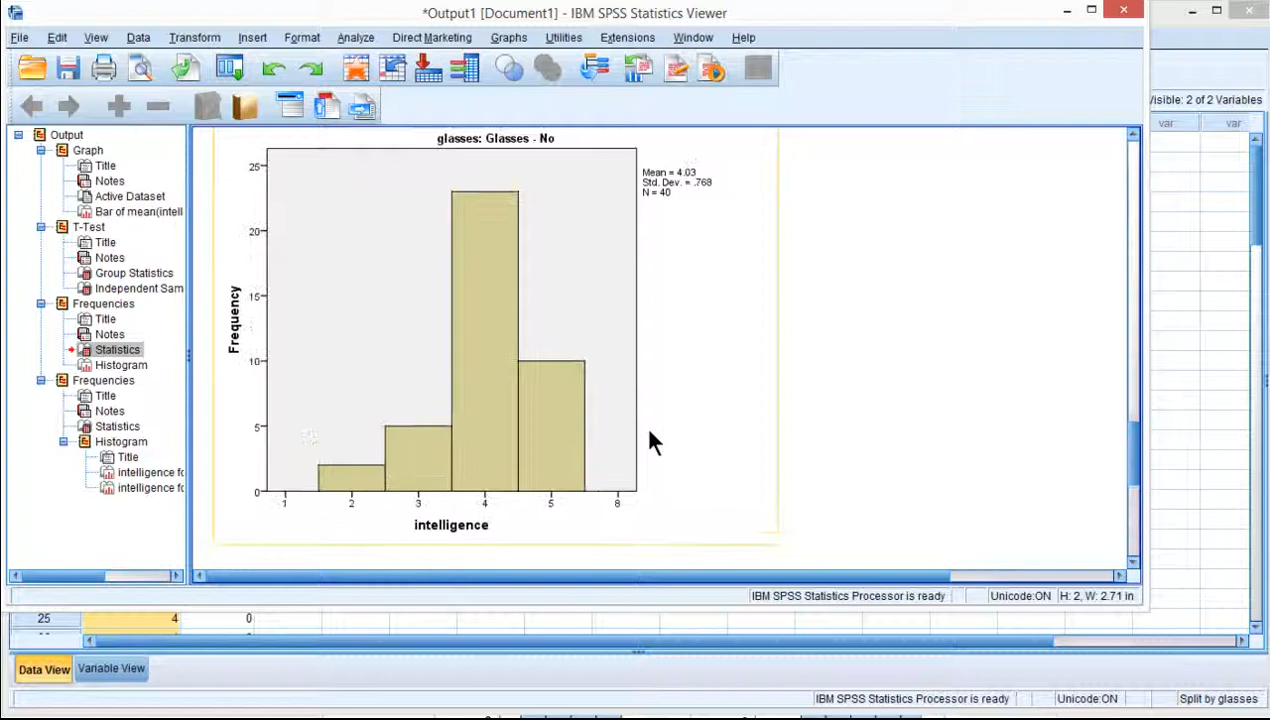 *Output1 [Document1] - IBM SPSS Statistics Viewer
File Edit View Data Transform Insert Format Analyze Direct Marketing Graphs Utilities Extensions Window Help
Visible: 2 of 2 Variables
var var
Output
Graph
Title
Notes
Active Dataset
Bar of mean(intell
T-Test
Title
Notes
Group Statistics
Independent Sam
Frequencies
Title
Notes
Statistics
Histogram
Frequencies
Title
Notes
Statistics
Histogram
Title
intelligence fo
intelligence fo
glasses: Glasses - No
Mean = 4.03
Std. Dev. = .768
N = 40
25
20
15
10
5
0
Frequency
1 2 3 4 5 6
intelligence
IBM SPSS Statistics Processor is ready Unicode:ON H: 2, W: 2.71 in
25 4 0
Data View Variable View
IBM SPSS Statistics Processor is ready Unicode:ON Split by glasses